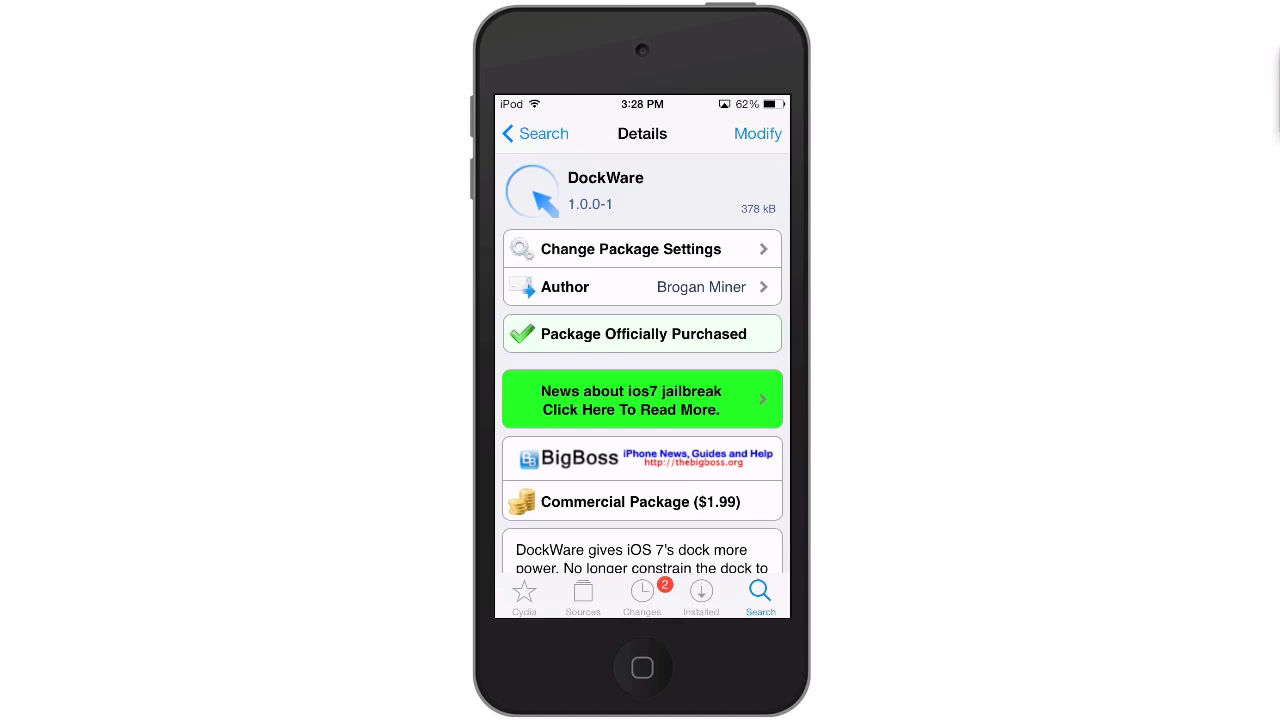 iPod 3:28 PM 62%
Search Details Modify
DockWare
1.0.0-1 378 kB
Change Package Settings
Author Brogan Miner
Package Officially Purchased
News about ios7 jailbreak
Click Here To Read More.
BB BigBoss iPhone News, Guides and Help
http://thebigboss.org
Commercial Package ($1.99)
DockWare gives iOS 7's dock more
power. No longer constrain the dock to
2
Cydia Sources Changes Installed Search